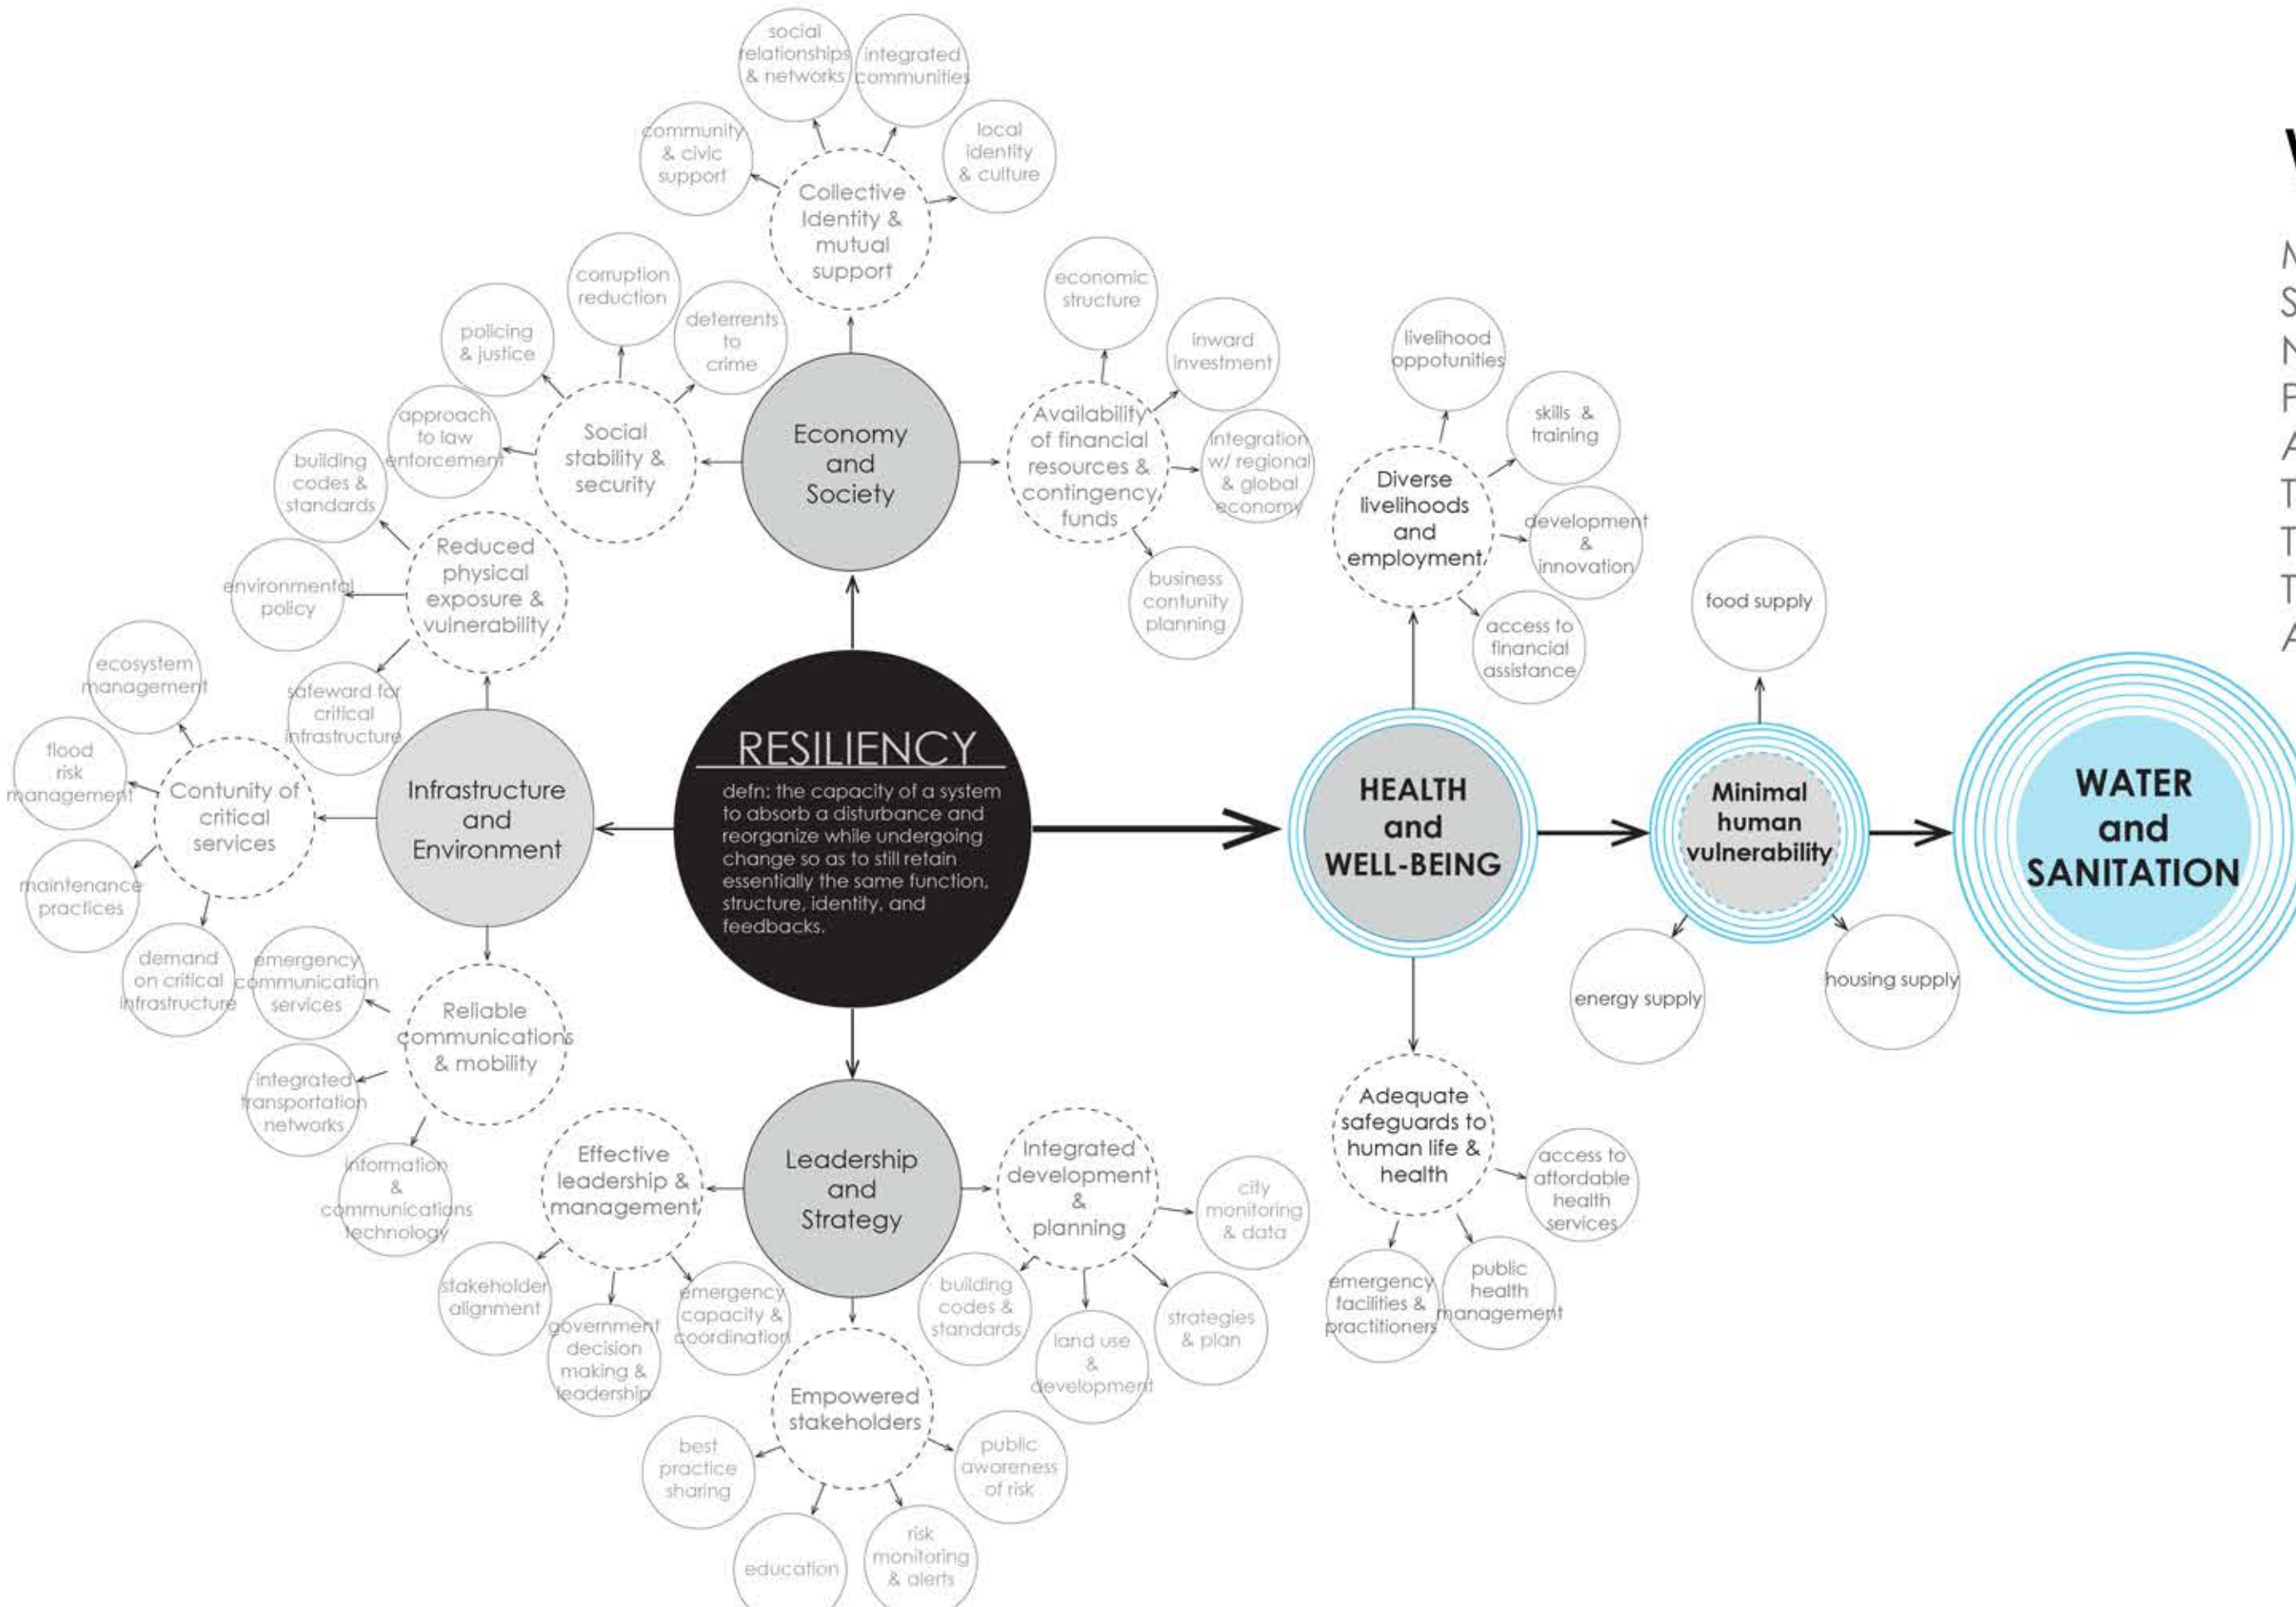 social
relationships
& networks
integrated
communities
community
& civic
support
local
identity
& culture
Collective
Identity &
mutual
support
corruption
reduction
policing
& justice
deterrents
to
crime
approach
to law
enforcement
Social
stability &
security
Economy
and
Society
economic
structure
inward
investment
Availability
of financial
resources &
contingency
funds
integration
w/ regional
& global
economy
business
contunity
planning
building
codes &
standards
environmental
policy
Reduced
physical
exposure &
vulnerability
safeward for
critical
infrastructure
ecosystem
management
flood
risk
management
Contunity of
critical
services
maintenance
practices
demand
on critical
infrastructure
Infrastructure
and
Environment
emergency
communication
services
Reliable
communications
& mobility
integrated
transportation
networks
information
&
communications
technology
RESILIENCY
defn: the capacity of a system
to absorb a disturbance and
reorganize while undergoing
change so as to still retain
essentially the same function,
structure, identity, and
feedbacks.
Leadership
and
Strategy
Effective
leadership &
management
stakeholder
alignment
government
decision
making &
leadership
emergency
capacity &
coordination
Integrated
development
&
planning
city
monitoring
& data
building
codes &
standards
land use
&
development
strategies
& plan
Empowered
stakeholders
best
practice
sharing
education
risk
monitoring
& alerts
public
awareness
of risk
livelihood
oppotunities
skills &
training
Diverse
livelihoods
and
employment
development
&
innovation
access to
financial
assistance
HEALTH
and
WELL-BEING
Adequate
safeguards to
human life &
health
access to
affordable
health
services
emergency
facilities &
practitioners
public
health
management
food supply
Minimal
human
vulnerability
energy supply
housing supply
WATER
and
SANITATION